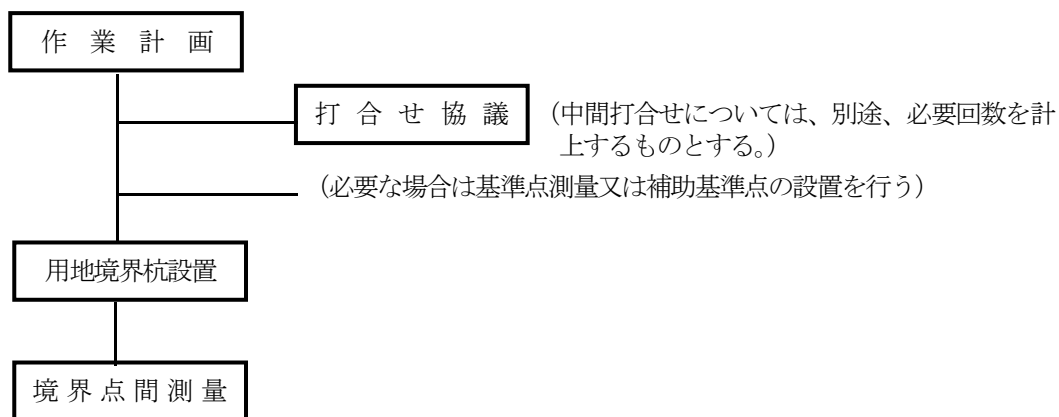 作業計画
打合せ協議
(中間打合せについては、別途、必要回数を計
上するものとする。)
(必要な場合は基準点測量又は補助基準点の設置を行う)
用地境界杭設置
境界点間測量